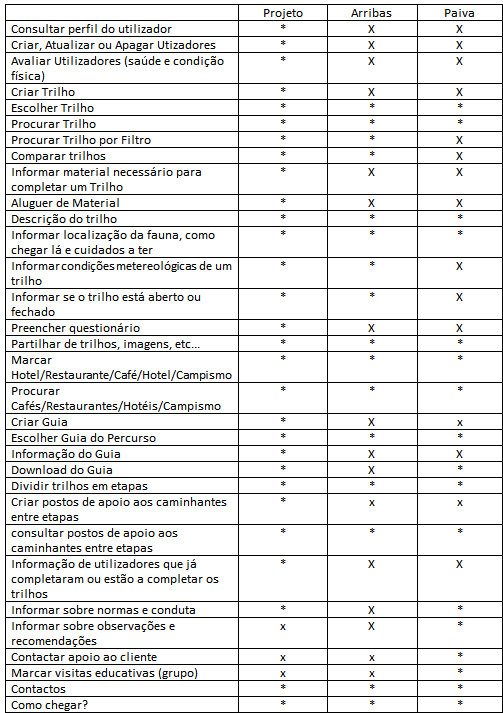 Projeto Arribas Paiva
Consultar perfil do utilizador * X X
Criar, Atualizar ou Apagar Utizadores * X X
Avaliar Utilizadores (saúde e condição * X X
física)
Criar Trilho * X X
Escolher Trilho * * *
Procurar Trilho * * *
Procurar Trilho por Filtro * * X
Comparar trilhos * * X
Informar material necessário para * X X
completar um Trilho
Aluguer de Material * X X
Descrição do trilho * * *
Informar localização da fauna, como * * *
chegar lá e cuidados a ter
Informar condições metereológicas de um * * X
trilho
Informar se o trilho está aberto ou * * X
fechado
Preencher questionário * X X
Partilhar de trilhos, imagens, etc... * * *
Marcar * * *
Hotel/Restaurante/Café/Hotel/Campismo
Procurar * * *
Cafés/Restaurantes/Hotéis/Campismo
Criar Guia * X x
Escolher Guia do Percurso * * *
Informação do Guia * X X
Download do Guia * X *
Dividir trilhos em etapas * * *
Criar postos de apoio aos caminhantes * x x
entre etapas
consultar postos de apoio aos * * *
caminhantes entre etapas
Informação de utilizadores que já * X X
completaram ou estão a completar os
trilhos
Informar sobre normas e conduta * X *
Informar sobre observações e x X *
recomendações
Contactar apoio ao cliente x x *
Marcar visitas educativas (grupo) x x *
Contactos * * *
Como chegar? * * *